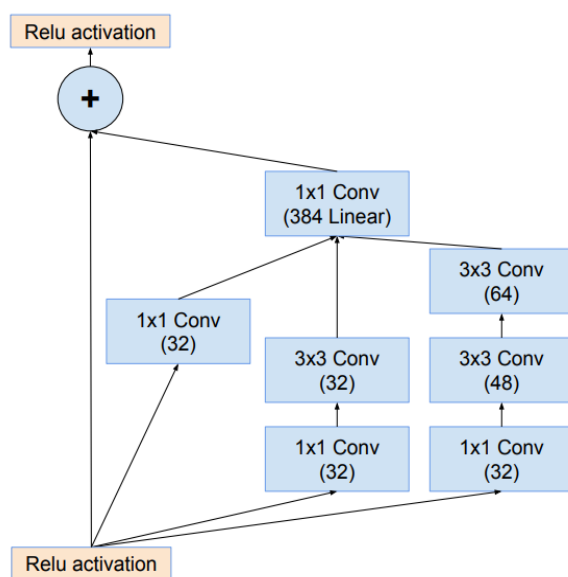 Relu activation
+
1x1 Conv
(384 Linear)
3x3 Conv
(64)
1x1 Conv
(32)
3x3 Conv
(32)
3x3 Conv
(48)
1x1 Conv
(32)
1x1 Conv
(32)
Relu activation